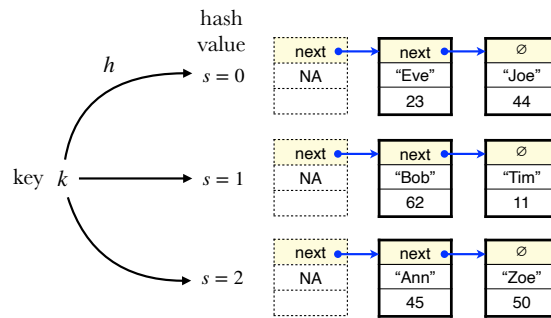 hash
value
h
key k
s = 0
next next ∅
NA “Eve” “Joe”
23 44
s = 1
next next ∅
NA “Bob” “Tim”
62 11
s = 2
next next ∅
NA “Ann” “Zoe”
45 50